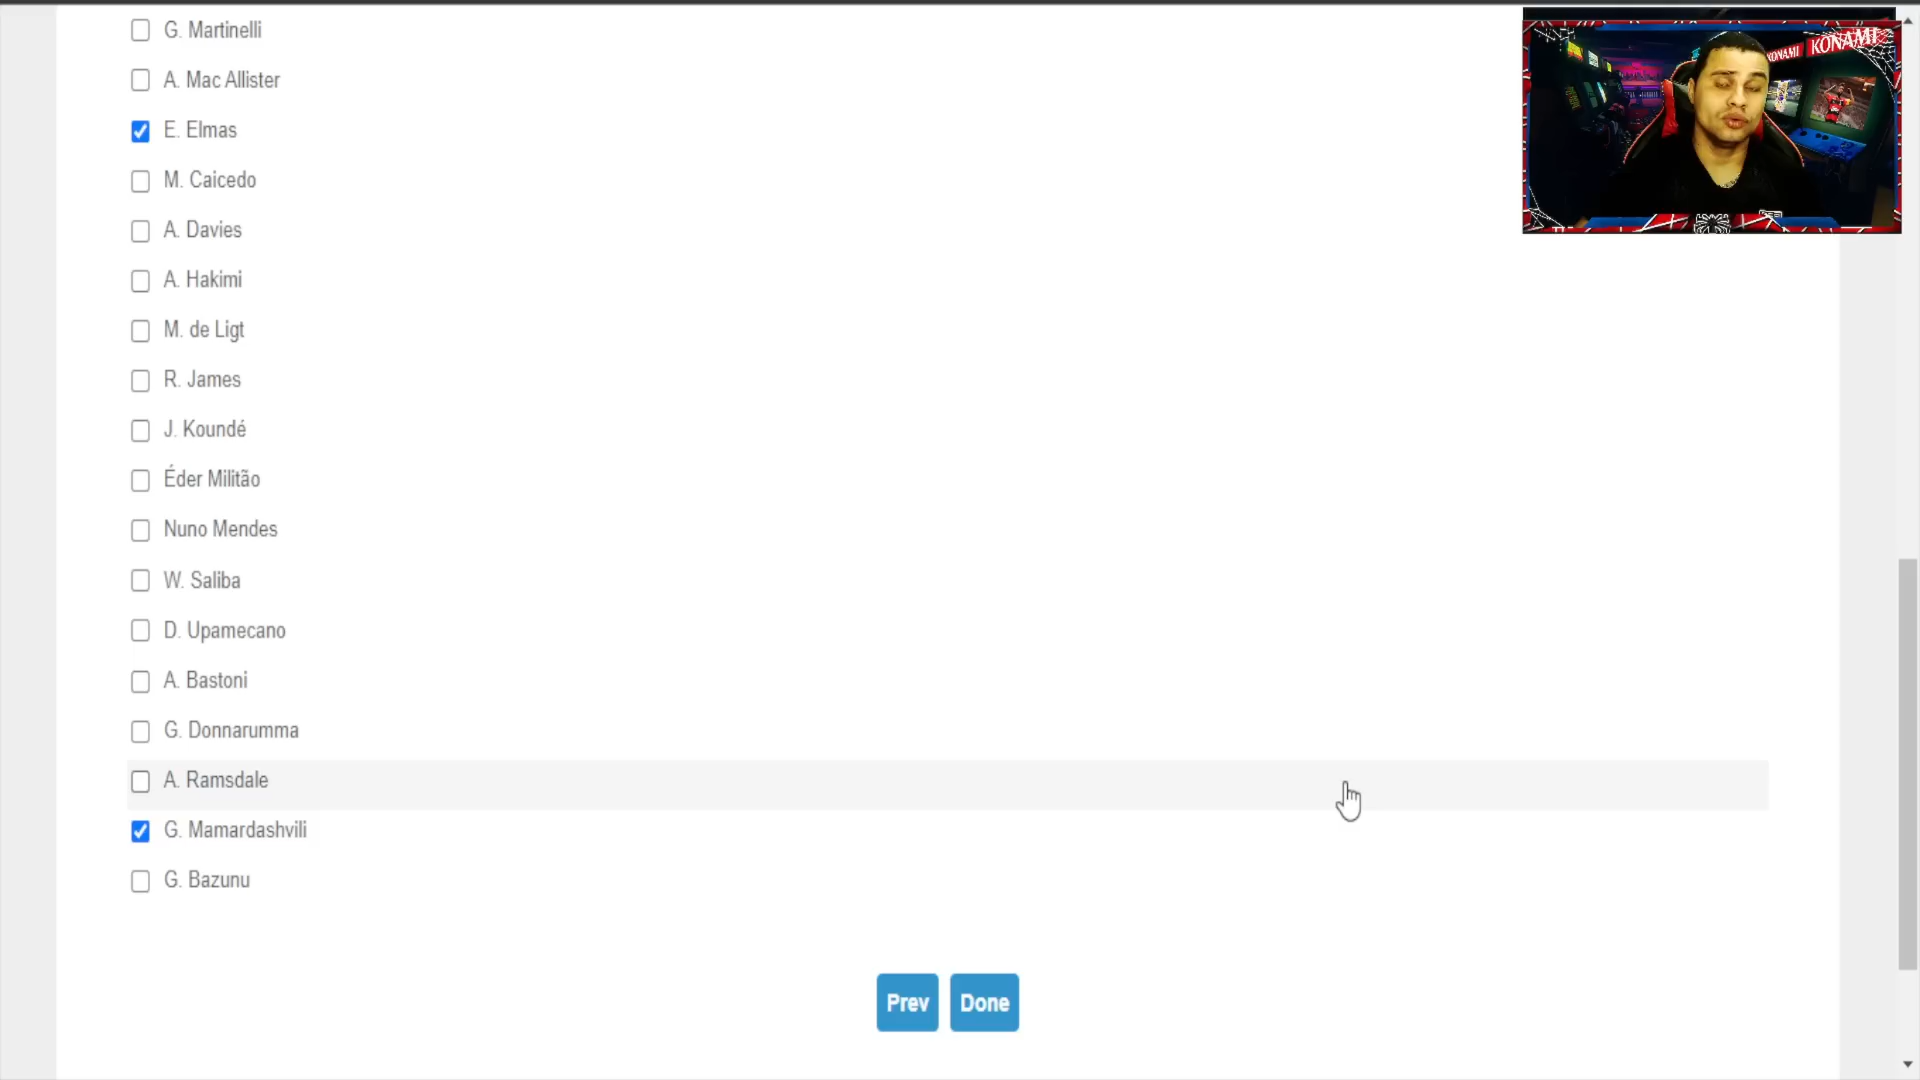 G. Martinelli
A. Mac Allister
E. Elmas
M. Caicedo
A. Davies
A. Hakimi
M. de Ligt
R. James
J. Koundé
Éder Militão
Nuno Mendes
W. Saliba
D. Upamecano
A. Bastoni
G. Donnarumma
A. Ramsdale
G. Mamardashvili
G. Bazunu
Prev Done
KONAMI KONAMI